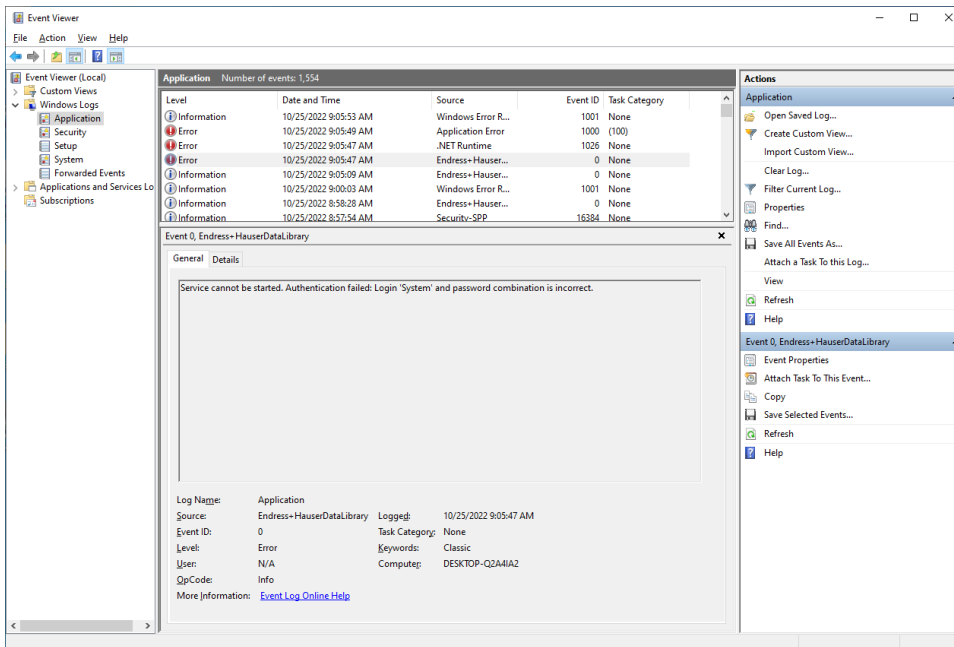 Event Viewer
File Action View Help
Event Viewer (Local)
Custom Views
Windows Logs
Application
Security
Setup
System
Forwarded Events
Applications and Services Lo
Subscriptions
Application Number of events: 1,554
Level Date and Time Source Event ID Task Category
Information 10/25/2022 9:05:53 AM Windows Error R... 1001 None
Error 10/25/2022 9:05:49 AM Application Error 1000 (100)
Error 10/25/2022 9:05:47 AM .NET Runtime 1026 None
Error 10/25/2022 9:05:47 AM Endress+Hauser... 0 None
Information 10/25/2022 9:05:09 AM Endress+Hauser... 0 None
Information 10/25/2022 9:00:03 AM Windows Error R... 1001 None
Information 10/25/2022 8:58:28 AM Endress+Hauser... 0 None
Information 10/25/2022 8:57:54 AM Security-SPP 16384 None
Event 0, Endress+HauserDataLibrary
General Details
Service cannot be started. Authentication failed: Login 'System' and password combination is incorrect.
Log Name: Application
Source: Endress+HauserDataLibrary Logged: 10/25/2022 9:05:47 AM
Event ID: 0 Task Category: None
Level: Error Keywords: Classic
User: N/A Computer: DESKTOP-Q2A4IA2
OpCode: Info
More Information: Event Log Online Help
Actions
Application
Open Saved Log...
Create Custom View...
Import Custom View...
Clear Log...
Filter Current Log...
Properties
Find...
Save All Events As...
Attach a Task To this Log...
View
Refresh
Help
Event 0, Endress+HauserDataLibrary
Event Properties
Attach Task To This Event...
Copy
Save Selected Events...
Refresh
Help